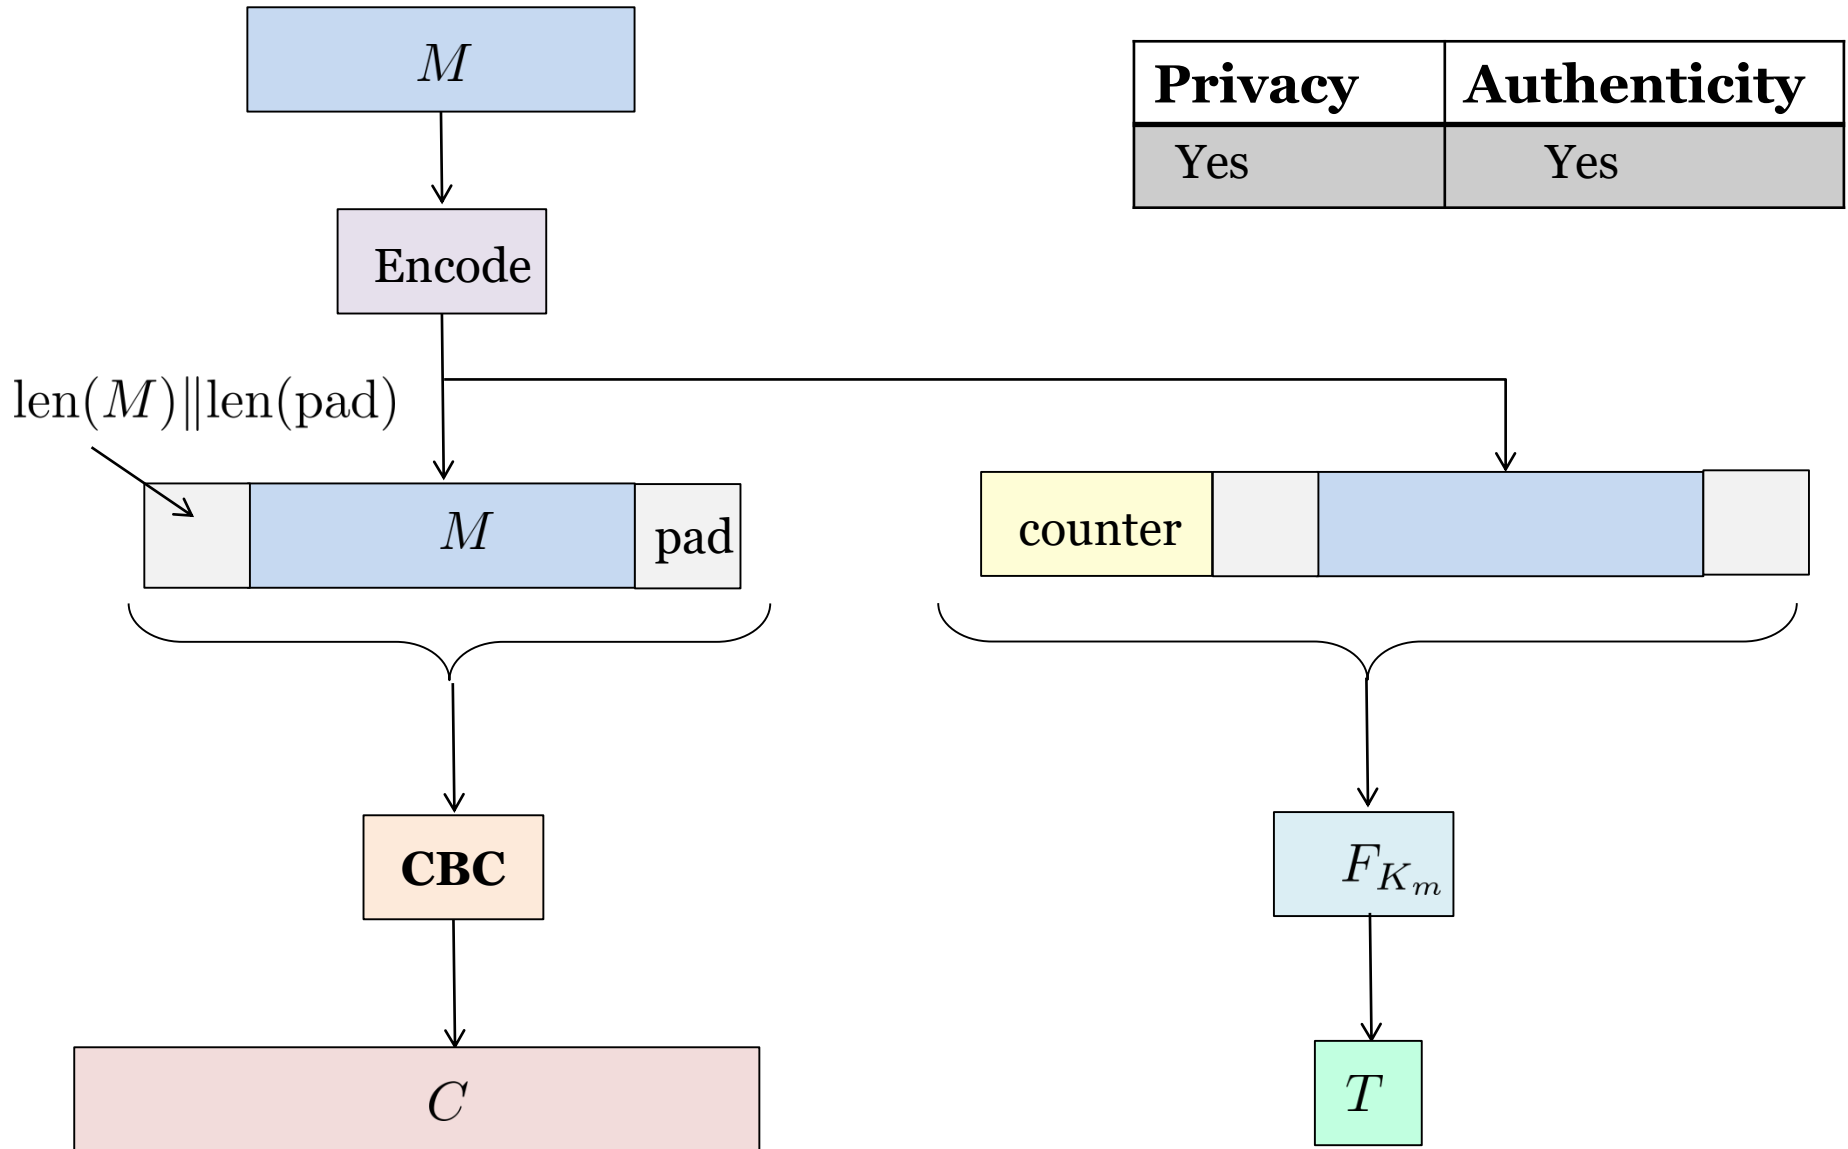 M
Privacy Authenticity
Yes Yes
Encode
len(M)‖len(pad)
M pad
counter
CBC
F_{K_m}
C
T